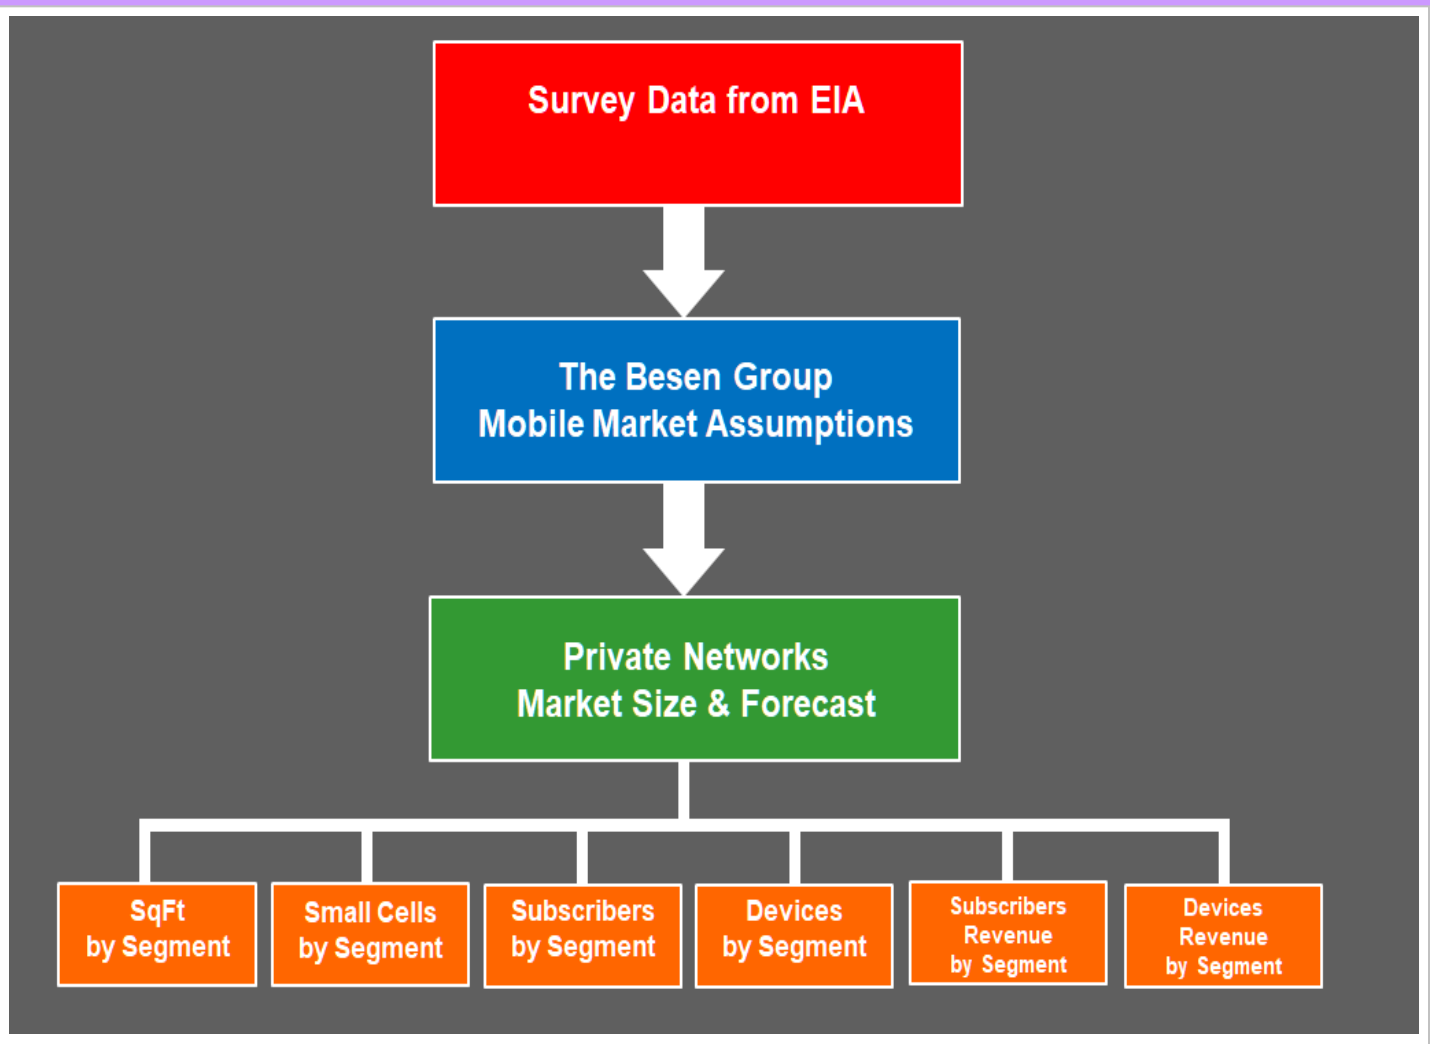 Survey Data from EIA
The Besen Group
Mobile Market Assumptions
Private Networks
Market Size & Forecast
SqFt
by Segment
Small Cells
by Segment
Subscribers
by Segment
Devices
by Segment
Subscribers
Revenue
by Segment
Devices
Revenue
by Segment